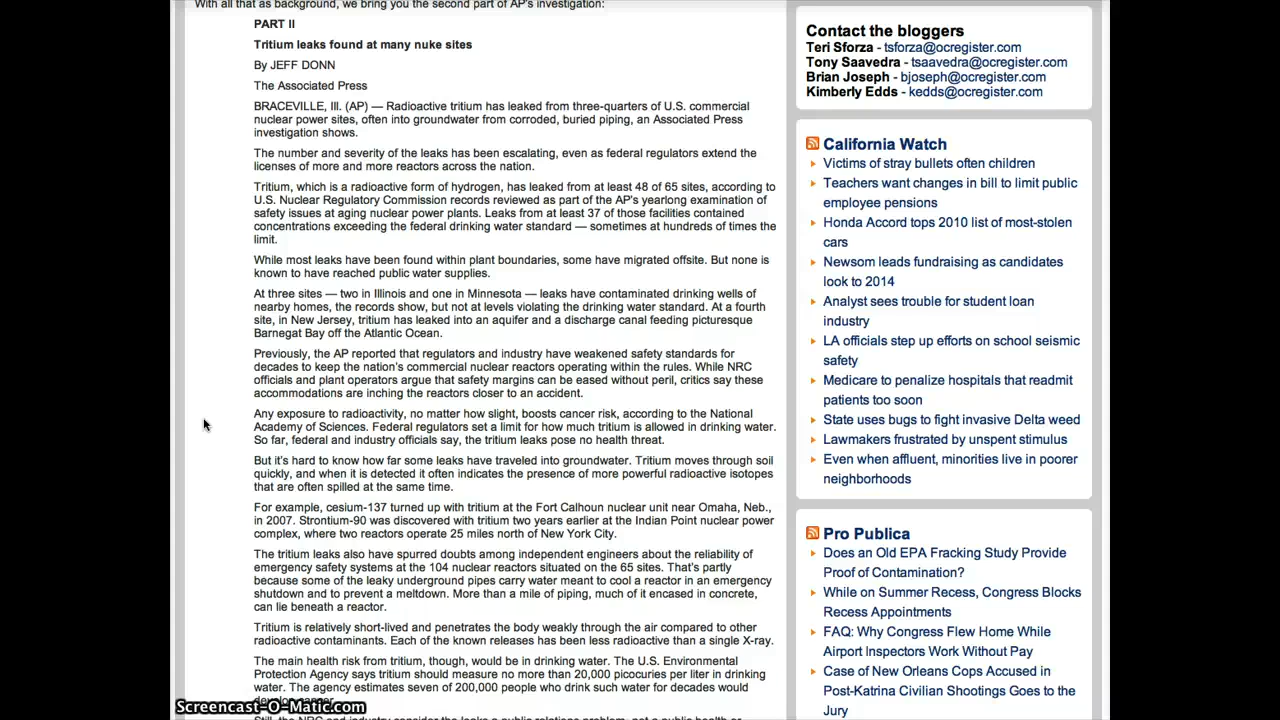 With all that as background, we bring you the second part of AP's investigation:
PART II
Tritium leaks found at many nuke sites
By JEFF DONN
The Associated Press
BRACEVILLE, Ill. (AP) — Radioactive tritium has leaked from three-quarters of U.S. commercial
nuclear power sites, often into groundwater from corroded, buried piping, an Associated Press
investigation shows.
The number and severity of the leaks has been escalating, even as federal regulators extend the
licenses of more and more reactors across the nation.
Tritium, which is a radioactive form of hydrogen, has leaked from at least 48 of 65 sites, according to
U.S. Nuclear Regulatory Commission records reviewed as part of the AP's yearlong examination of
safety issues at aging nuclear power plants. Leaks from at least 37 of those facilities contained
concentrations exceeding the federal drinking water standard — sometimes at hundreds of times the
limit.
While most leaks have been found within plant boundaries, some have migrated offsite. But none is
known to have reached public water supplies.
At three sites — two in Illinois and one in Minnesota — leaks have contaminated drinking wells of
nearby homes, the records show, but not at levels violating the drinking water standard. At a fourth
site, in New Jersey, tritium has leaked into an aquifer and a discharge canal feeding picturesque
Barnegat Bay off the Atlantic Ocean.
Previously, the AP reported that regulators and industry have weakened safety standards for
decades to keep the nation's commercial nuclear reactors operating within the rules. While NRC
officials and plant operators argue that safety margins can be eased without peril, critics say these
accommodations are inching the reactors closer to an accident.
Any exposure to radioactivity, no matter how slight, boosts cancer risk, according to the National
Academy of Sciences. Federal regulators set a limit for how much tritium is allowed in drinking water.
So far, federal and industry officials say, the tritium leaks pose no health threat.
But it's hard to know how far some leaks have traveled into groundwater. Tritium moves through soil
quickly, and when it is detected it often indicates the presence of more powerful radioactive isotopes
that are often spilled at the same time.
For example, cesium-137 turned up with tritium at the Fort Calhoun nuclear unit near Omaha, Neb.,
in 2007. Strontium-90 was discovered with tritium two years earlier at the Indian Point nuclear power
complex, where two reactors operate 25 miles north of New York City.
The tritium leaks also have spurred doubts among independent engineers about the reliability of
emergency safety systems at the 104 nuclear reactors situated on the 65 sites. That's partly
because some of the leaky underground pipes carry water meant to cool a reactor in an emergency
shutdown and to prevent a meltdown. More than a mile of piping, much of it encased in concrete,
can lie beneath a reactor.
Tritium is relatively short-lived and penetrates the body weakly through the air compared to other
radioactive contaminants. Each of the known releases has been less radioactive than a single X-ray.
The main health risk from tritium, though, would be in drinking water. The U.S. Environmental
Protection Agency says tritium should measure no more than 20,000 picocuries per liter in drinking
water. The agency estimates seven of 200,000 people who drink such water for decades would
Screencast-O-Matic.com
Contact the bloggers
Teri Sforza - tsforza@ocregister.com
Tony Saavedra - tsaavedra@ocregister.com
Brian Joseph - bjoseph@ocregister.com
Kimberly Edds - kedds@ocregister.com
California Watch
Victims of stray bullets often children
Teachers want changes in bill to limit public
employee pensions
Honda Accord tops 2010 list of most-stolen
cars
Newsom leads fundraising as candidates
look to 2014
Analyst sees trouble for student loan
industry
LA officials step up efforts on school seismic
safety
Medicare to penalize hospitals that readmit
patients too soon
State uses bugs to fight invasive Delta weed
Lawmakers frustrated by unspent stimulus
Even when affluent, minorities live in poorer
neighborhoods
Pro Publica
Does an Old EPA Fracking Study Provide
Proof of Contamination?
While on Summer Recess, Congress Blocks
Recess Appointments
FAQ: Why Congress Flew Home While
Airport Inspectors Work Without Pay
Case of New Orleans Cops Accused in
Post-Katrina Civilian Shootings Goes to the
Jury